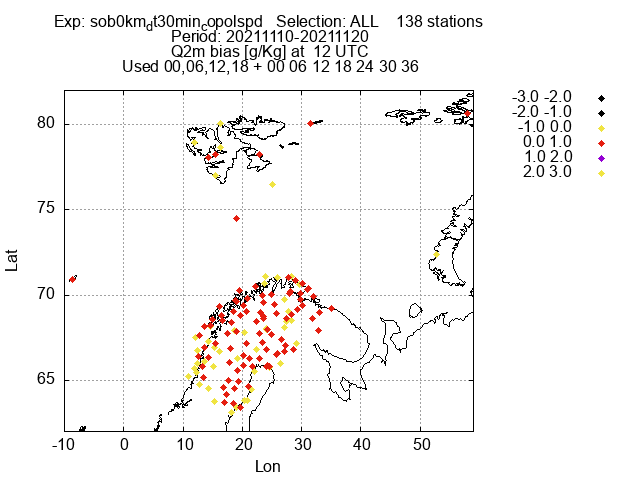 Exp: sob0km_dt30min_copolspd   Selection: ALL    138 stations
Period: 20211110-20211120
Q2m bias [g/Kg] at  12 UTC
Used 00,06,12,18 + 00 06 12 18 24 30 36
-3.0 -2.0
-2.0 -1.0
-1.0 0.0
0.0 1.0
1.0 2.0
2.0 3.0
80
75
70
65
Lat
-10 0 10 20 30 40 50
Lon